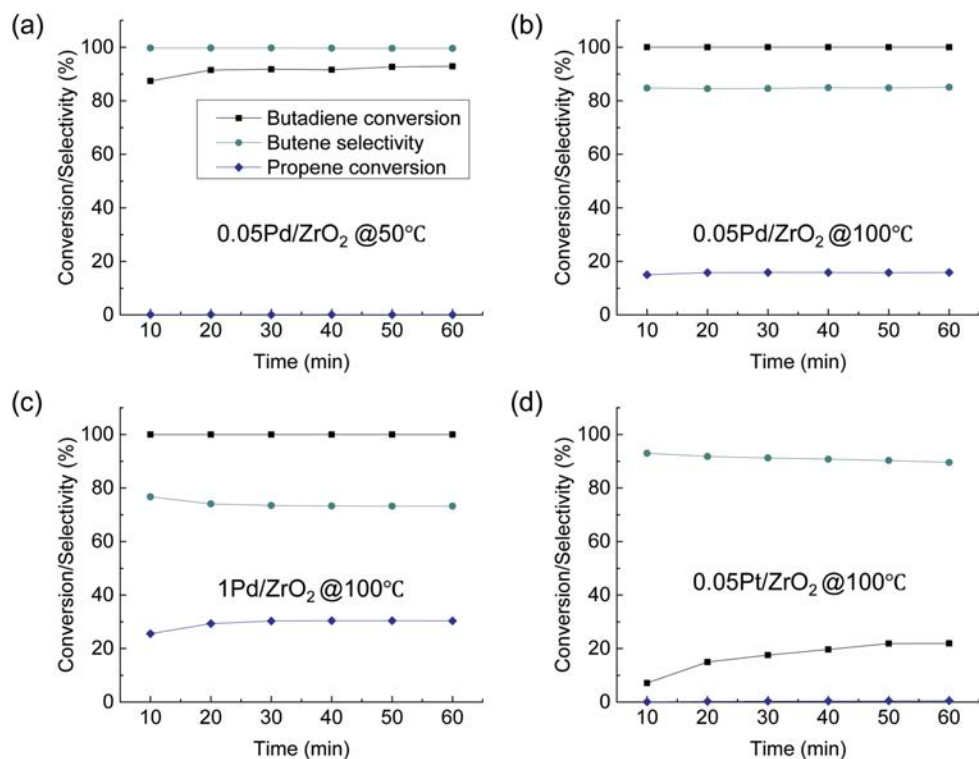 (a)
Conversion/Selectivity (%)
100
80
60
40
20
0
Butadiene conversion
Butene selectivity
Propene conversion
0.05Pd/ZrO₂ @50℃
10 20 30 40 50 60
Time (min)
(b)
Conversion/Selectivity (%)
100
80
60
40
20
0
0.05Pd/ZrO₂ @100℃
10 20 30 40 50 60
Time (min)
(c)
Conversion/Selectivity (%)
100
80
60
40
20
0
1Pd/ZrO₂ @100℃
10 20 30 40 50 60
Time (min)
(d)
Conversion/Selectivity (%)
100
80
60
40
20
0
0.05Pt/ZrO₂ @100℃
10 20 30 40 50 60
Time (min)